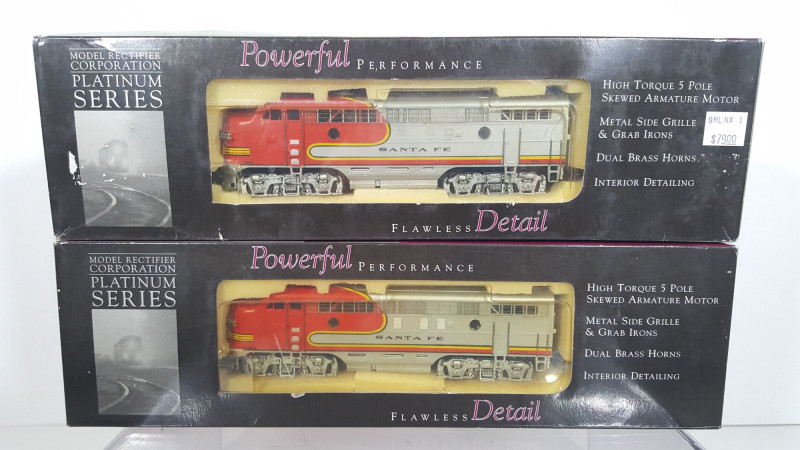 MODEL RECTIFIER
CORPORATION
PLATINUM
SERIES
Powerful PERFORMANCE
HIGH TORQUE 5 POLE
SKEWED ARMATURE MOTOR
METAL SIDE GRILLE
& GRAB IRONS
DUAL BRASS HORNS
INTERIOR DETAILING
$79.00
SANTA FE
FLAWLESS Detail
MODEL RECTIFIER
CORPORATION
PLATINUM
SERIES
Powerful PERFORMANCE
HIGH TORQUE 5 POLE
SKEWED ARMATURE MOTOR
METAL SIDE GRILLE
& GRAB IRONS
DUAL BRASS HORNS
INTERIOR DETAILING
SANTA FE
FLAWLESS Detail